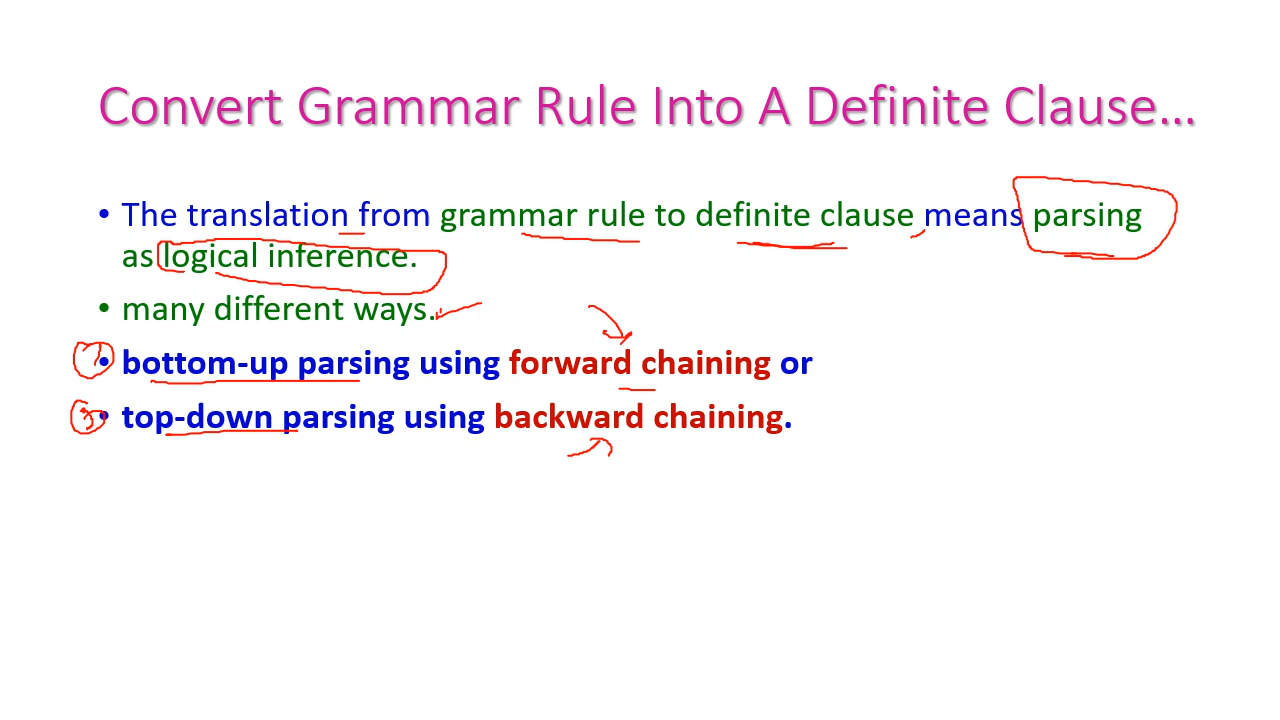 Convert Grammar Rule Into A Definite Clause...
• The translation from grammar rule to definite clause means parsing
as logical inference.
• many different ways.
• bottom-up parsing using forward chaining or
• top-down parsing using backward chaining.